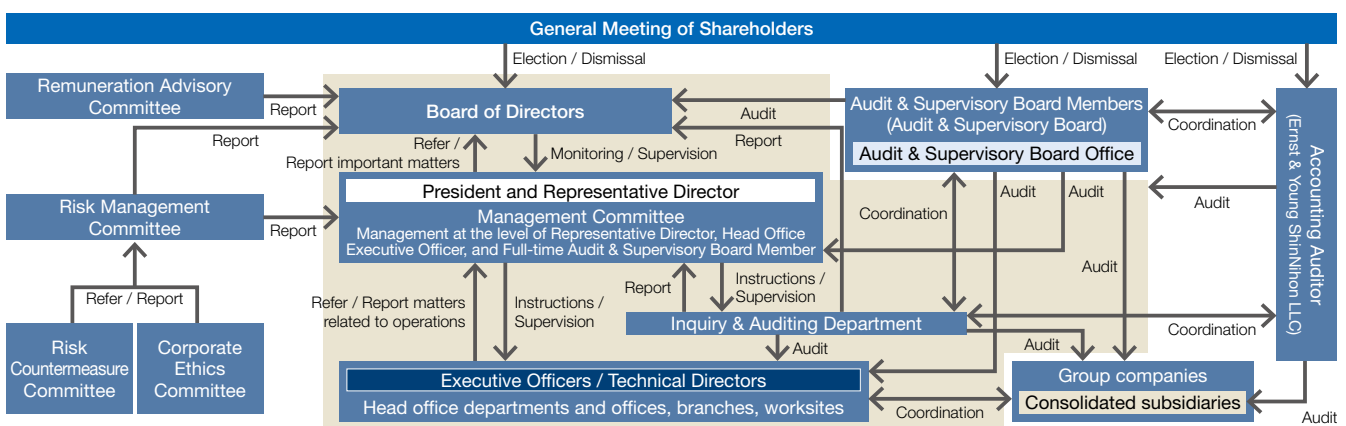 General Meeting of Shareholders
Election / Dismissal
Election / Dismissal
Election / Dismissal
Remuneration Advisory
Committee
Report
Board of Directors
Audit
Report
Audit & Supervisory Board Members
(Audit & Supervisory Board)
Audit & Supervisory Board Office
Coordination
Accounting Auditor
(Ernst & Young ShinNihon LLC)
Report
Refer /
Report important matters
Monitoring / Supervision
President and Representative Director
Management Committee
Management at the level of Representative Director, Head Office
Executive Officer, and Full-time Audit & Supervisory Board Member
Risk Management
Committee
Report
Coordination
Audit
Audit
Audit
Audit
Refer / Report
Refer / Report matters
related to operations
Instructions /
Supervision
Report
Instructions /
Supervision
Inquiry & Auditing Department
Coordination
Audit
Audit
Risk
Countermeasure
Committee
Corporate
Ethics
Committee
Executive Officers / Technical Directors
Head office departments and offices, branches, worksites
Coordination
Group companies
Consolidated subsidiaries
Audit